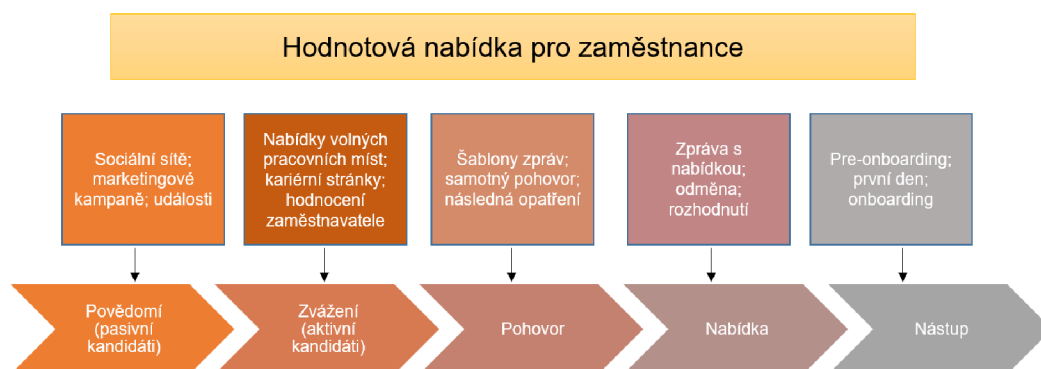 Hodnotová nabídka pro zaměstnance
Sociální sítě;
marketingové
kampaně; události
Nabídky volných
pracovních míst;
kariérní stránky;
hodnocení
zaměstnavatele
Šablony zpráv;
samotný pohovor;
následná opatření
Zpráva s
nabídkou;
odměna;
rozhodnutí
Pre-onboarding;
první den;
onboarding
Povědomí
(pasivní
kandidáti)
Zvážení
(aktivní
kandidáti)
Pohovor
Nabídka
Nástup